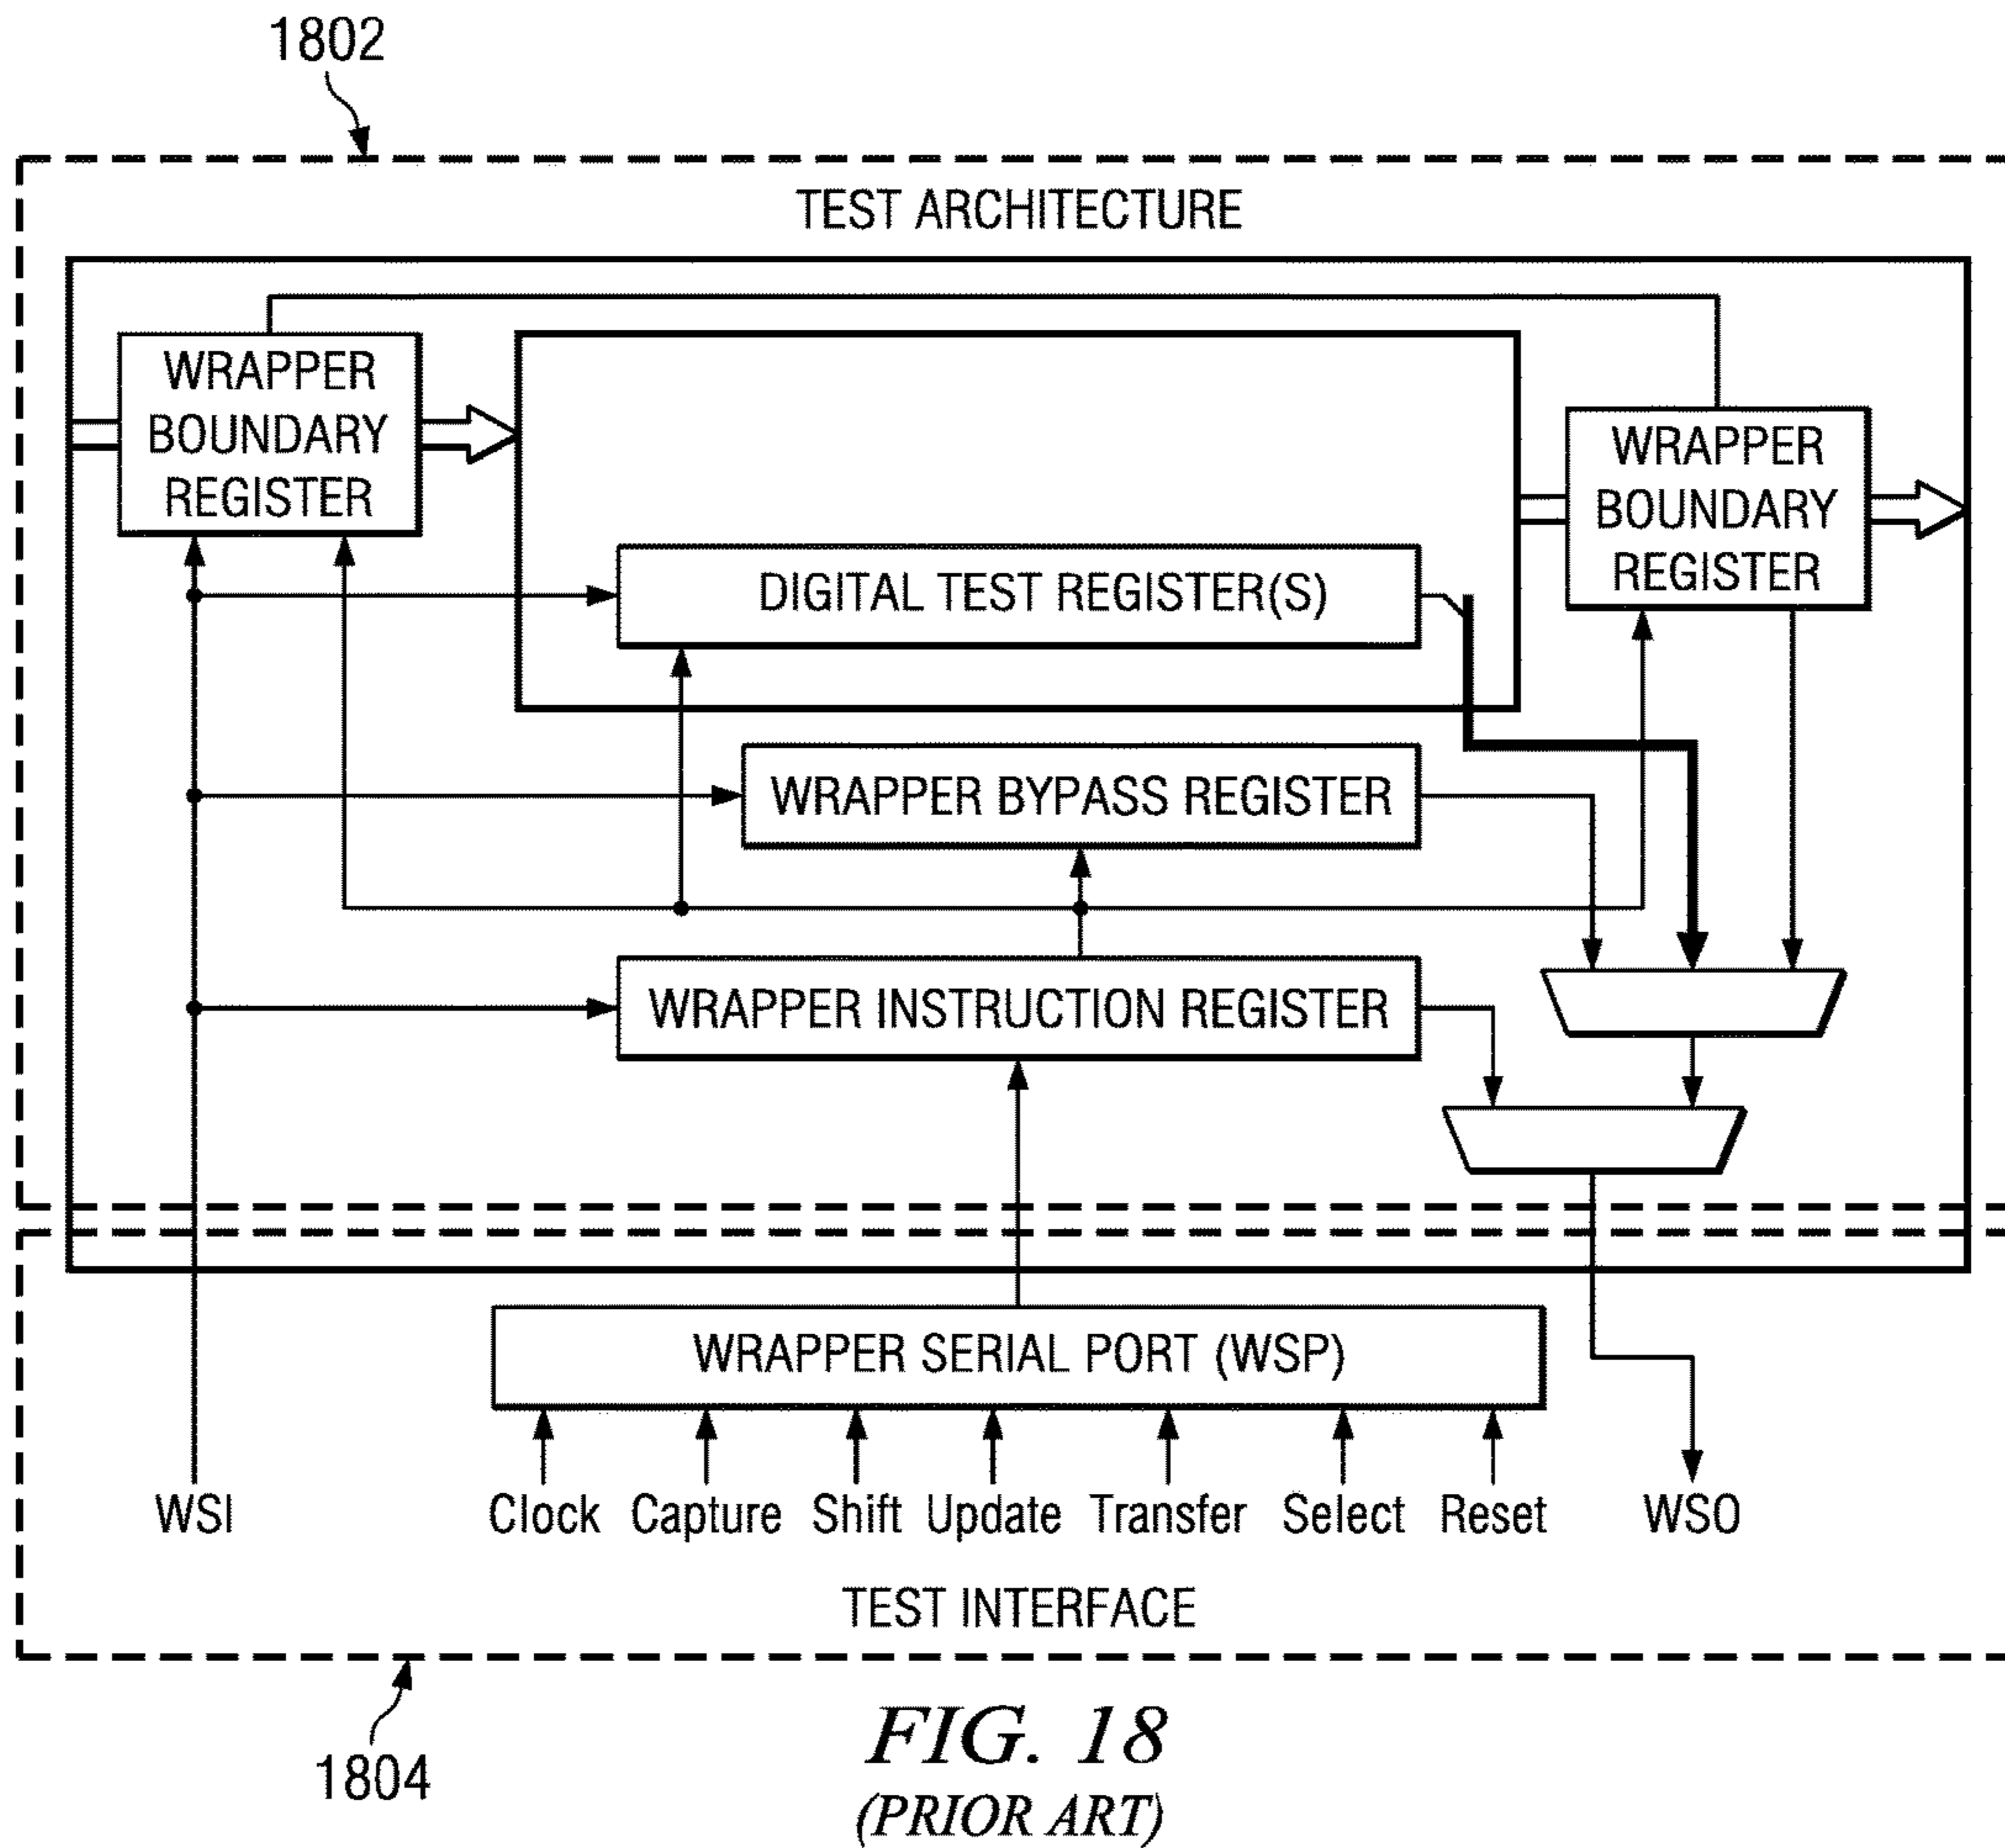 1802
TEST ARCHITECTURE
WRAPPER
BOUNDARY
REGISTER
WRAPPER
BOUNDARY
REGISTER
DIGITAL TEST REGISTER(S)
WRAPPER BYPASS REGISTER
WRAPPER INSTRUCTION REGISTER
WRAPPER SERIAL PORT (WSP)
WSI Clock Capture Shift Update Transfer Select Reset WSO
TEST INTERFACE
1804
FIG. 18
(PRIOR ART)